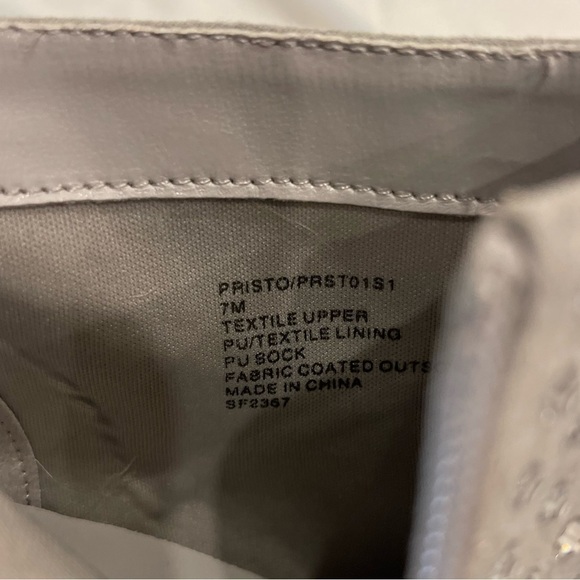 PRISTO/PRST01S1
7M
TEXTILE UPPER
PU/TEXTILE LINING
PU SOCK
FABRIC COATED OUTS
MADE IN CHINA
SF2367